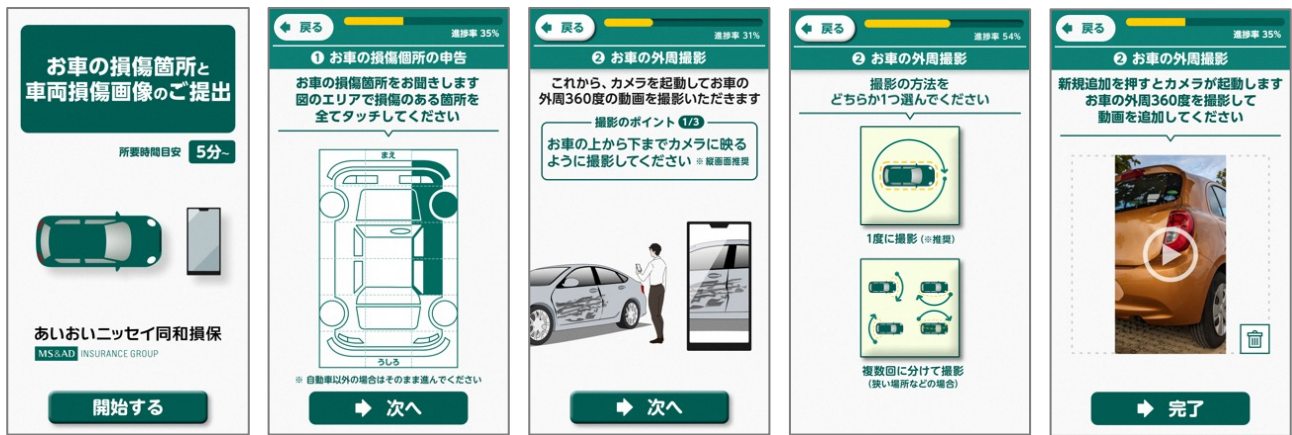 お車の損傷箇所と
車両損傷画像のご提出
所要時間目安 5分~
あいおいニッセイ同和損保
MS&AD INSURANCE GROUP
開始する
戻る
進捗率 35%
① お車の損傷個所の申告
お車の損傷箇所をお聞きします
図のエリアで損傷のある箇所を
全てタッチしてください
まえ
うしろ
※ 自動車以外の場合はそのまま進んでください
次へ
戻る
進捗率 31%
② お車の外周撮影
これから、カメラを起動してお車の
外周360度の動画を撮影いただきます
撮影のポイント 1/3
お車の上から下までカメラに映る
ように撮影してください ※ 縦画面推奨
次へ
戻る
進捗率 54%
② お車の外周撮影
撮影の方法を
どちらか1つ選んでください
1度に撮影 (※推奨)
複数回に分けて撮影
(狭い場所などの場合)
戻る
進捗率 35%
② お車の外周撮影
新規追加を押すとカメラが起動します
お車の外周360度を撮影して
動画を追加してください
完了